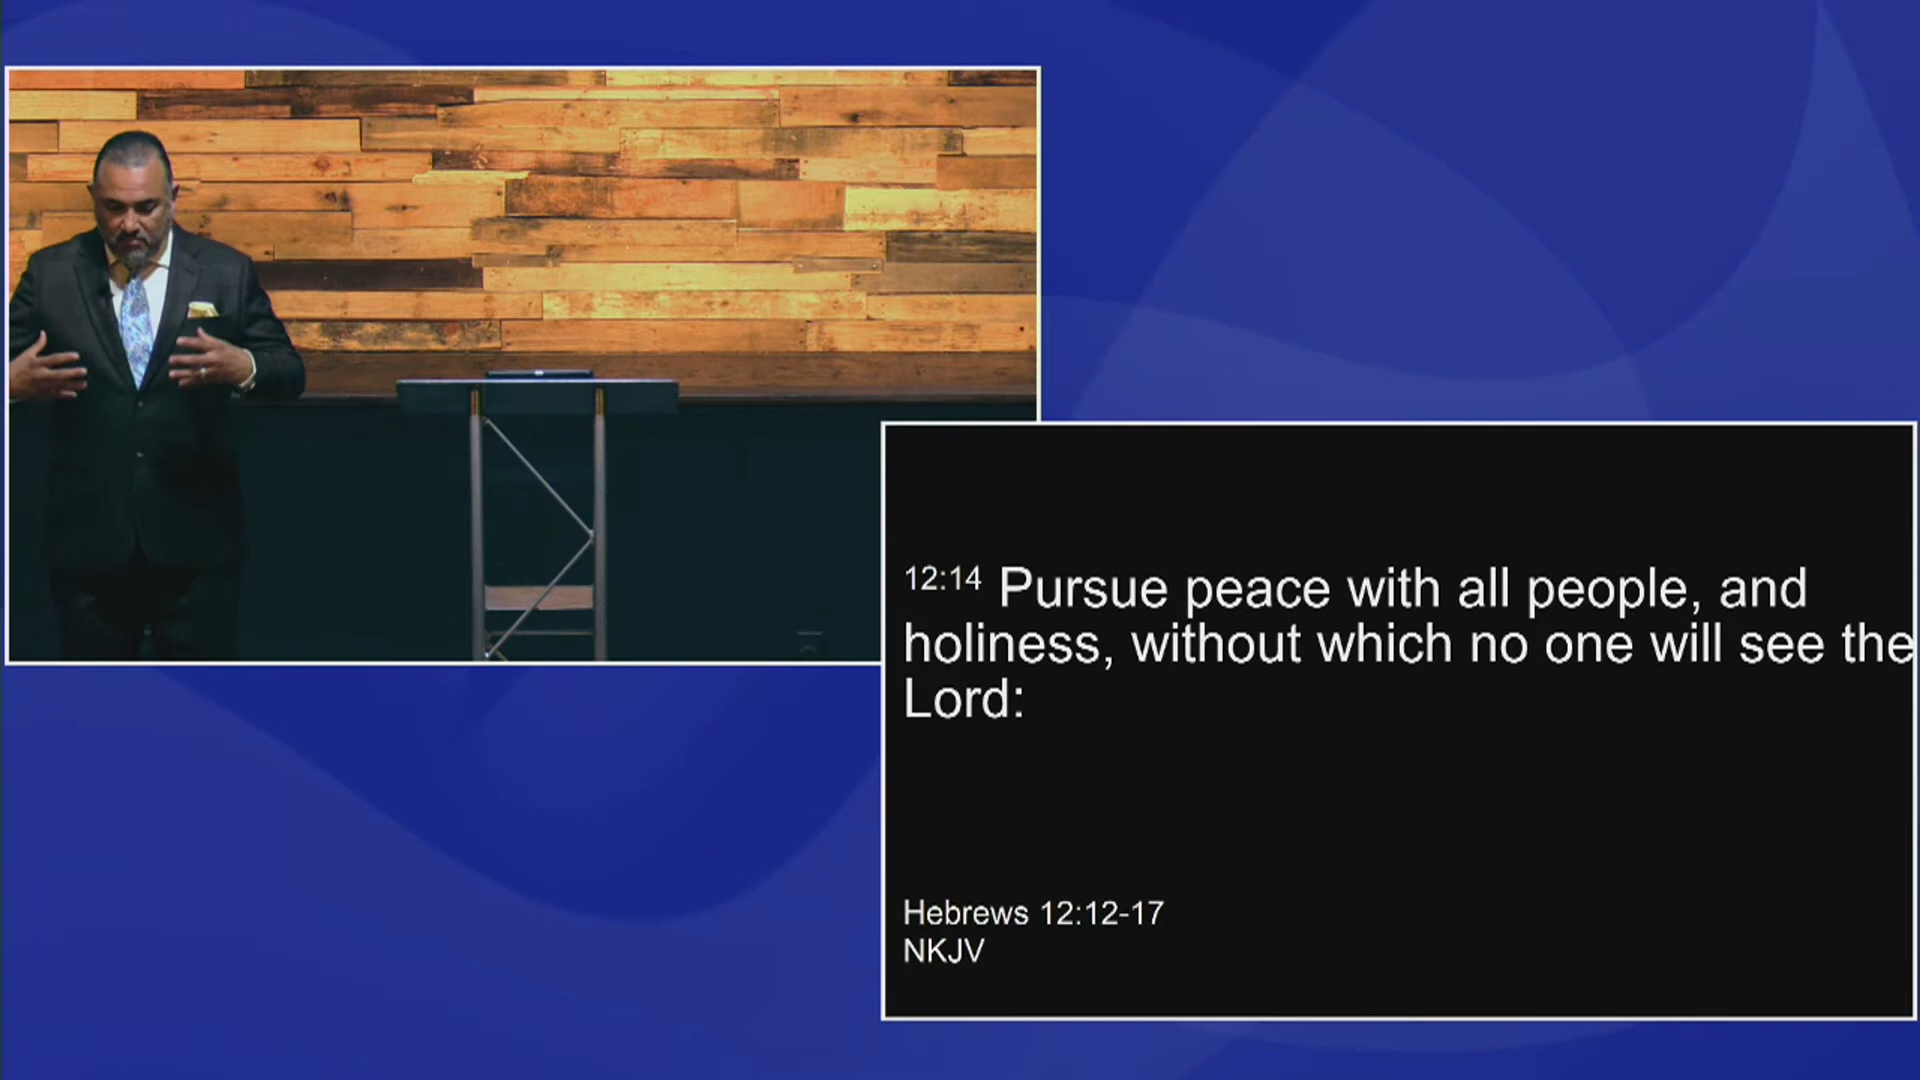 12:14 Pursue peace with all people, and
holiness, without which no one will see the
Lord:
Hebrews 12:12-17
NKJV